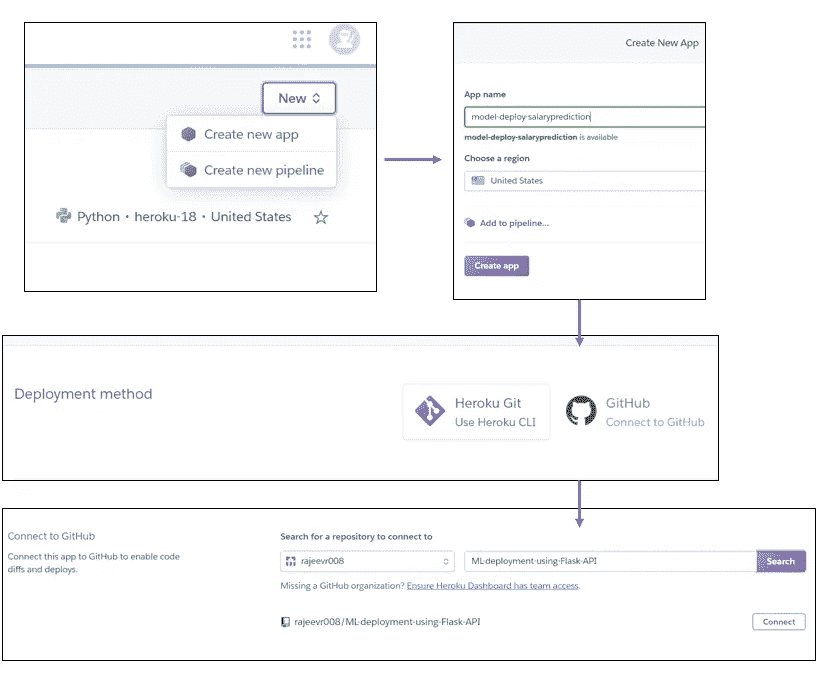 New
Create new app
Create new pipeline
Python • heroku-18 • United States
Create New App
App name
model-deploy-salaryprediction
model-deploy-salaryprediction is available
Choose a region
United States
Add to pipeline...
Create app
Deployment method
Heroku Git
Use Heroku CLI
GitHub
Connect to GitHub
Connect to GitHub
Connect this app to GitHub to enable code
diffs and deploys.
Search for a repository to connect to
rajeevr008
ML-deployment-using-Flask-API
Search
Missing a GitHub organization? Ensure Heroku Dashboard has team access.
rajeevr008/ML-deployment-using-Flask-API
Connect